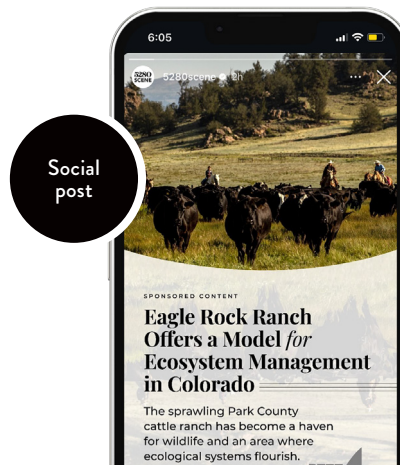 6:05
5280
SCENE
5280scene 2h
Social
post
SPONSORED CONTENT
Eagle Rock Ranch
Offers a Model for
Ecosystem Management
in Colorado
The sprawling Park County
cattle ranch has become a haven
for wildlife and an area where
ecological systems flourish.